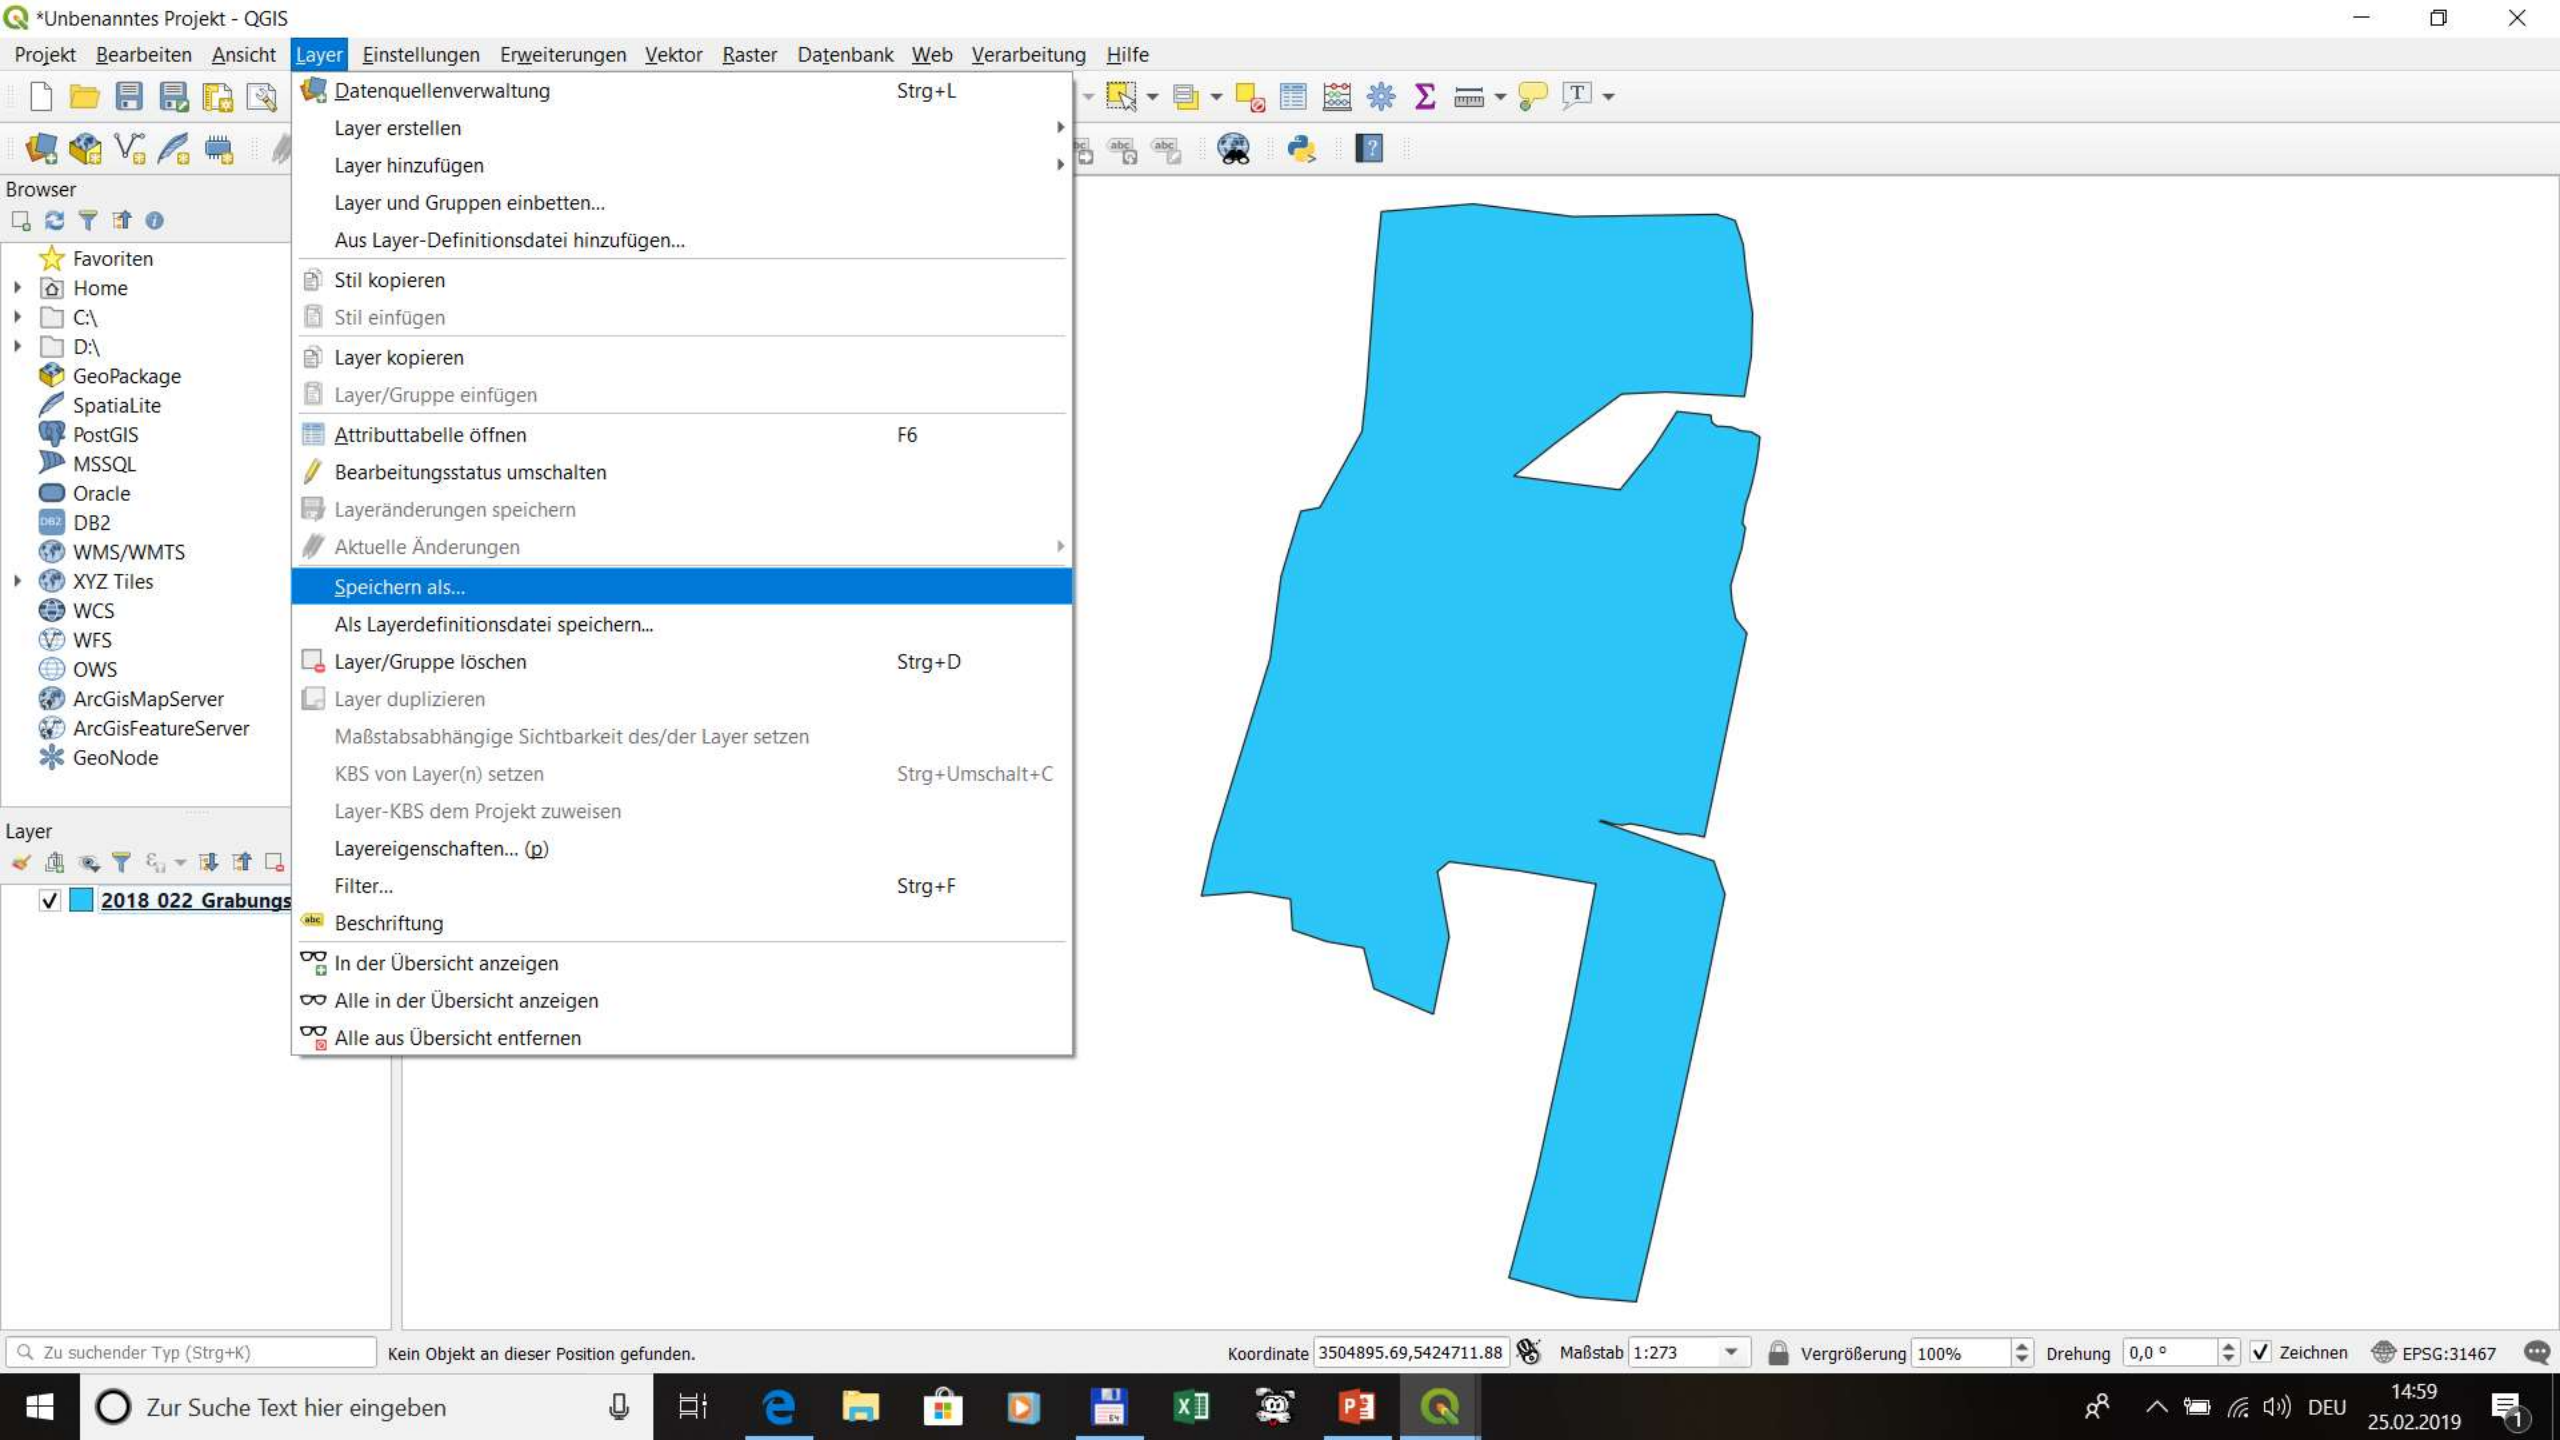 *Unbenanntes Projekt - QGIS
Projekt Bearbeiten Ansicht Layer Einstellungen Erweiterungen Vektor Raster Datenbank Web Verarbeitung Hilfe
Datenquellenverwaltung Strg+L
Layer erstellen
Layer hinzufügen
Layer und Gruppen einbetten...
Aus Layer-Definitionsdatei hinzufügen...
Stil kopieren
Stil einfügen
Layer kopieren
Layer/Gruppe einfügen
Attributtabelle öffnen F6
Bearbeitungsstatus umschalten
Layeränderungen speichern
Aktuelle Änderungen
Speichern als...
Als Layerdefinitionsdatei speichern...
Layer/Gruppe löschen Strg+D
Layer duplizieren
Maßstabsabhängige Sichtbarkeit des/der Layer setzen
KBS von Layer(n) setzen Strg+Umschalt+C
Layer-KBS dem Projekt zuweisen
Layereigenschaften... (p)
Filter... Strg+F
abc Beschriftung
In der Übersicht anzeigen
Alle in der Übersicht anzeigen
Alle aus Übersicht entfernen
Browser
Favoriten
Home
C:\
D:\
GeoPackage
SpatiaLite
PostGIS
MSSQL
Oracle
DB2 DB2
WMS/WMTS
XYZ Tiles
WCS
WFS
OWS
ArcGisMapServer
ArcGisFeatureServer
GeoNode
Layer
2018_022_Grabungs
Zu suchender Typ (Strg+K) Kein Objekt an dieser Position gefunden. Koordinate 3504895.69,5424711.88 Maßstab 1:273 Vergrößerung 100% Drehung 0,0 ° Zeichnen EPSG:31467
Zur Suche Text hier eingeben
DEU
14:59
25.02.2019
1